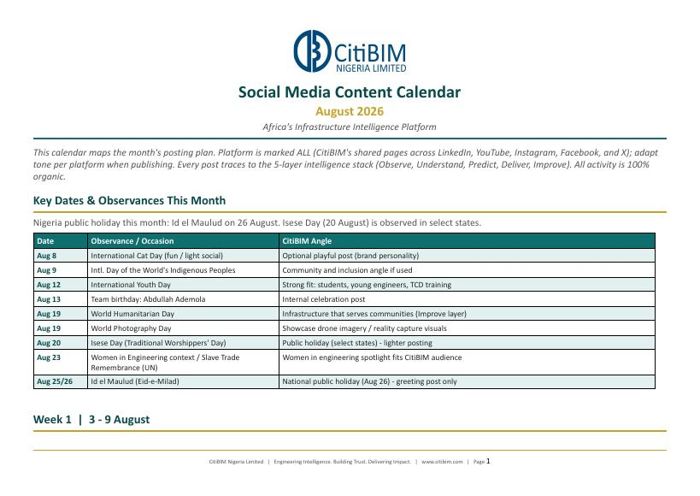 CitiBIM
NIGERIA LIMITED
Social Media Content Calendar
August 2026
Africa's Infrastructure Intelligence Platform
This calendar maps the month's posting plan. Platform is marked ALL (CitiBIM's shared pages across LinkedIn, YouTube, Instagram, Facebook, and X); adapt
tone per platform when publishing. Every post traces to the 5-layer intelligence stack (Observe, Understand, Predict, Deliver, Improve). All activity is 100%
organic.
Key Dates & Observances This Month
Nigeria public holiday this month: Id el Maulud on 26 August. Isese Day (20 August) is observed in select states.
Date Observance / Occasion CitiBIM Angle
Aug 8 International Cat Day (fun / light social) Optional playful post (brand personality)
Aug 9 Intl. Day of the World's Indigenous Peoples Community and inclusion angle if used
Aug 12 International Youth Day Strong fit: students, young engineers, TCD training
Aug 13 Team birthday: Abdullah Ademola Internal celebration post
Aug 19 World Humanitarian Day Infrastructure that serves communities (Improve layer)
Aug 19 World Photography Day Showcase drone imagery / reality capture visuals
Aug 20 Isese Day (Traditional Worshippers' Day) Public holiday (select states) - lighter posting
Aug 23 Women in Engineering context / Slave Trade Women in engineering spotlight fits CitiBIM audience
Remembrance (UN)
Aug 25/26 Id el Maulud (Eid-e-Milad) National public holiday (Aug 26) - greeting post only
Week 1 | 3 - 9 August
CitiBIM Nigeria Limited | Engineering Intelligence. Building Trust. Delivering Impact. | www.citibim.com | Page 1